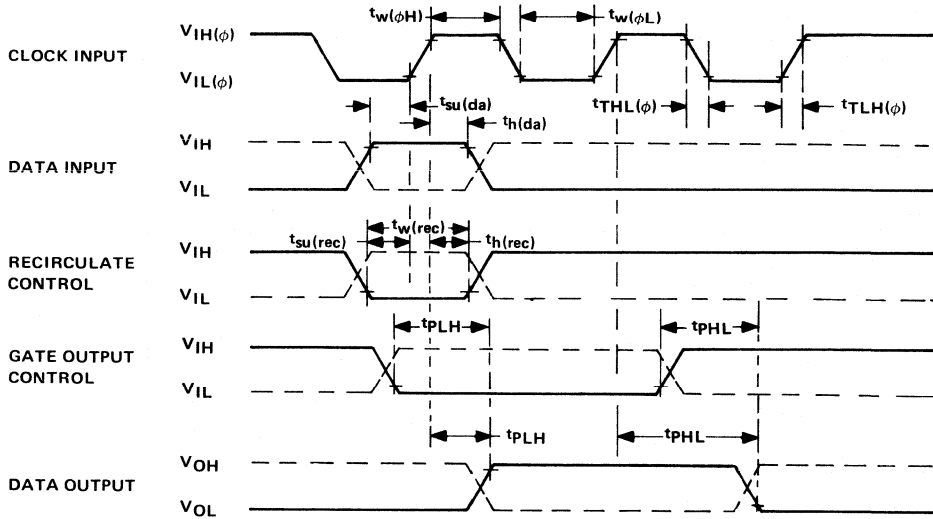 tw(ϕH)
tw(ϕL)
CLOCK INPUT
VIH(ϕ)
VIL(ϕ)
tsu(da)
tTHL(ϕ)
tTLH(ϕ)
th(da)
DATA INPUT
VIH
VIL
tw(rec)
tsu(rec)
th(rec)
RECIRCULATE
CONTROL
VIH
VIL
tPLH
tPHL
GATE OUTPUT
CONTROL
VIH
VIL
tPLH
tPHL
DATA OUTPUT
VOH
VOL